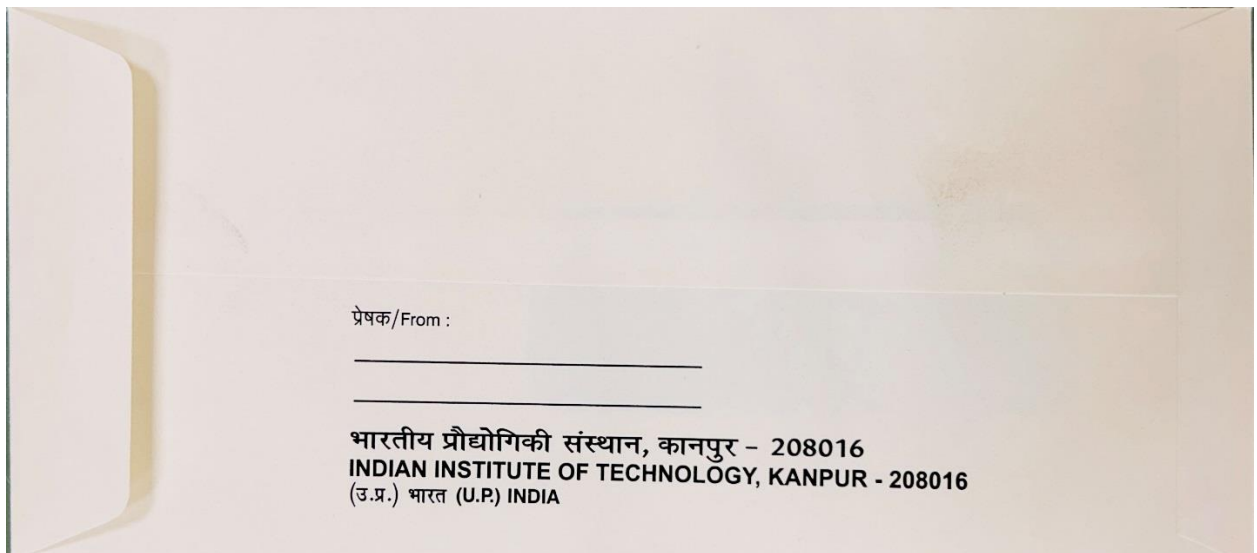 प्रेषक/From :
भारतीय प्रौद्योगिकी संस्थान, कानपुर – 208016
INDIAN INSTITUTE OF TECHNOLOGY, KANPUR - 208016
(उ.प्र.) भारत (U.P.) INDIA